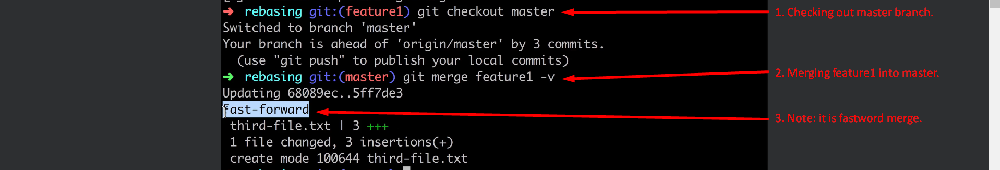 ➜ rebasing git:(feature1) git checkout master
1. Checking out master branch.
Switched to branch 'master'
Your branch is ahead of 'origin/master' by 3 commits.
(use "git push" to publish your local commits)
➜ rebasing git:(master) git merge feature1 -v
2. Merging feature1 into master.
Updating 68089ec..5ff7de3
Fast-forward
3. Note: it is fastword merge.
third-file.txt | 3 +++
1 file changed, 3 insertions(+)
create mode 100644 third-file.txt